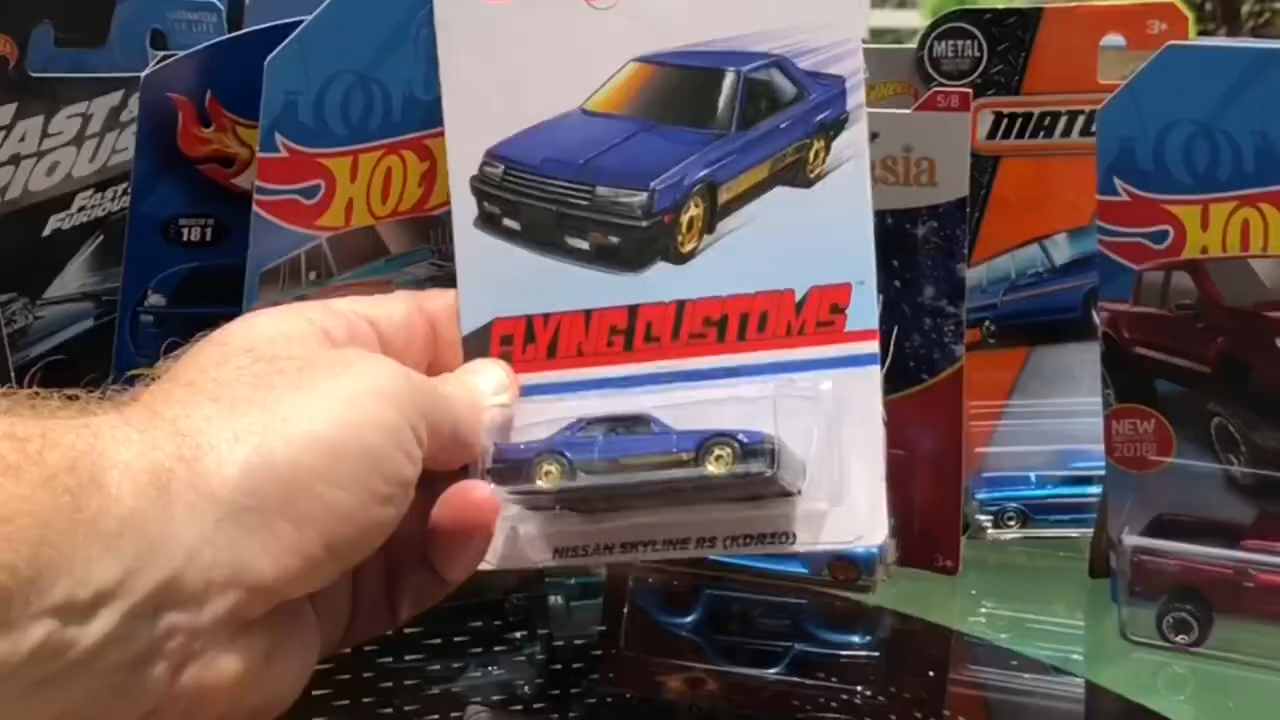 FAST &
FURIOUS
FAST &
FURIOUS
181
HOT
FLYING CUSTOMS
NISSAN SKYLINE RS (KDR30)
5/8
sia
3+
METAL
3+
MATC
HO
NEW
2018!